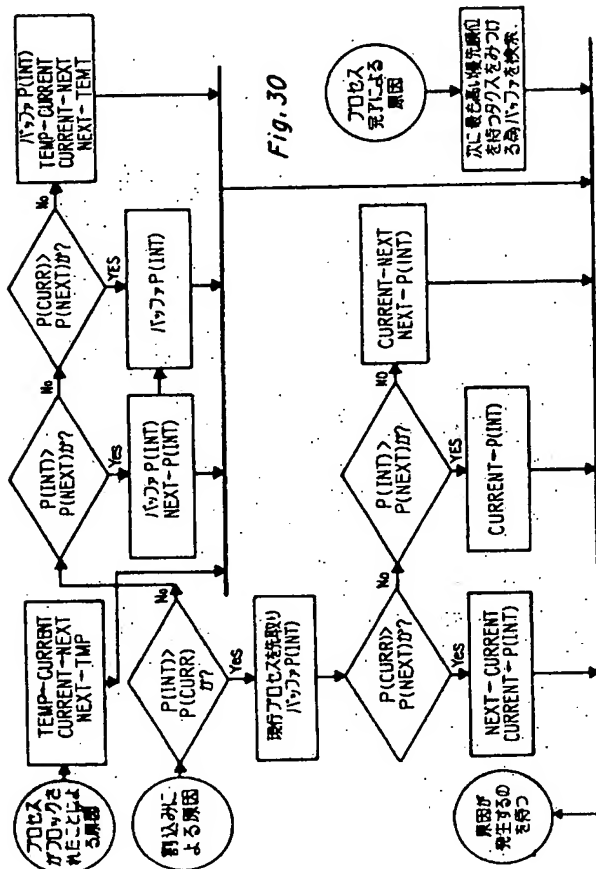 プロセス
がブロックさ
れたことによ
る原因
TEMP-CURRENT
CURRENT-NEXT
NEXT-TMP
割込みに
よる原因
P(INT)>
P(CURR)
か?
No
Yes
P(INT)>
P(NEXT)か?
No
Yes
バッファP(INT)
NEXT-P(INT)
P(CURR)>
P(NEXT)か?
No
YES
バッファP(INT)
バッファP(INT)
TEMP-CURRENT
CURRENT-NEXT
NEXT-TEMT
現行プロセスを先取り
バッファP(INT)
P(CURR)>
P(NEXT)か?
No
Yes
NEXT-CURRENT
CURRENT-P(INT)
P(INT)>
P(NEXT)か?
NO
YES
CURRENT-P(INT)
CURRENT-NEXT
NEXT-P(INT)
Fig. 30
プロセス
完了による
原因
次に最も高い優先順位
を待つタクスをみつけ
る為バッファを検索.
原因が
発生するの
を待つ